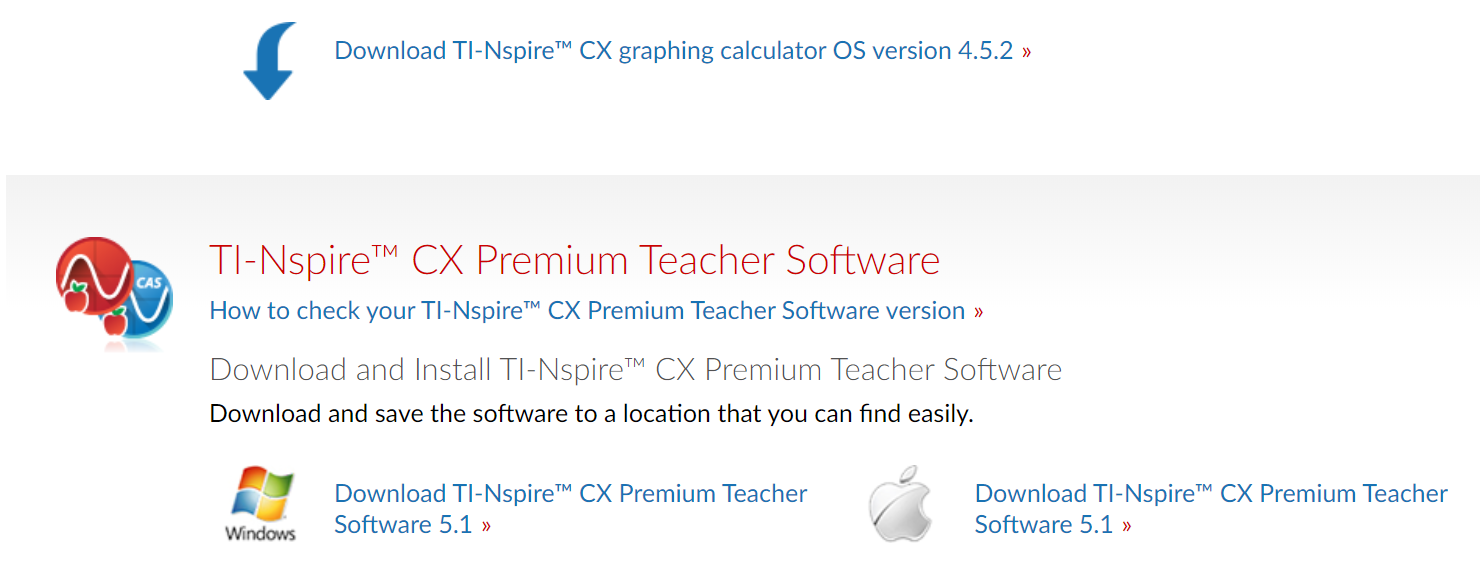 Download TI-Nspire™ CX graphing calculator OS version 4.5.2 »
TI-Nspire™ CX Premium Teacher Software
CAS
How to check your TI-Nspire™ CX Premium Teacher Software version »
Download and Install TI-Nspire™ CX Premium Teacher Software
Download and save the software to a location that you can find easily.
Windows
Download TI-Nspire™ CX Premium Teacher
Software 5.1 »
Download TI-Nspire™ CX Premium Teacher
Software 5.1 »